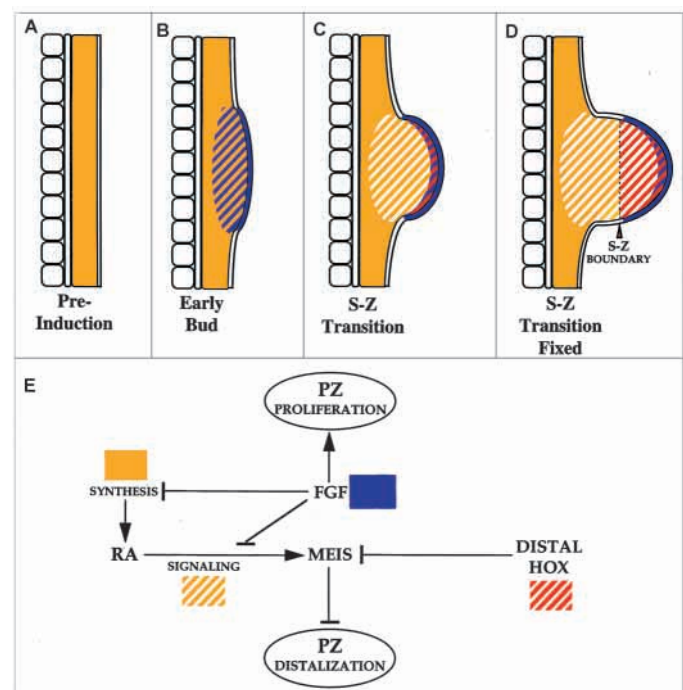 A
B
C
D
Pre-
Induction
Early
Bud
S-Z
Transition
S-Z
BOUNDARY
S-Z
Transition
Fixed
E
PZ
PROLIFERATION
SYNTHESIS
FGF
RA
SIGNALING
MEIS
DISTAL
HOX
PZ
DISTALIZATION